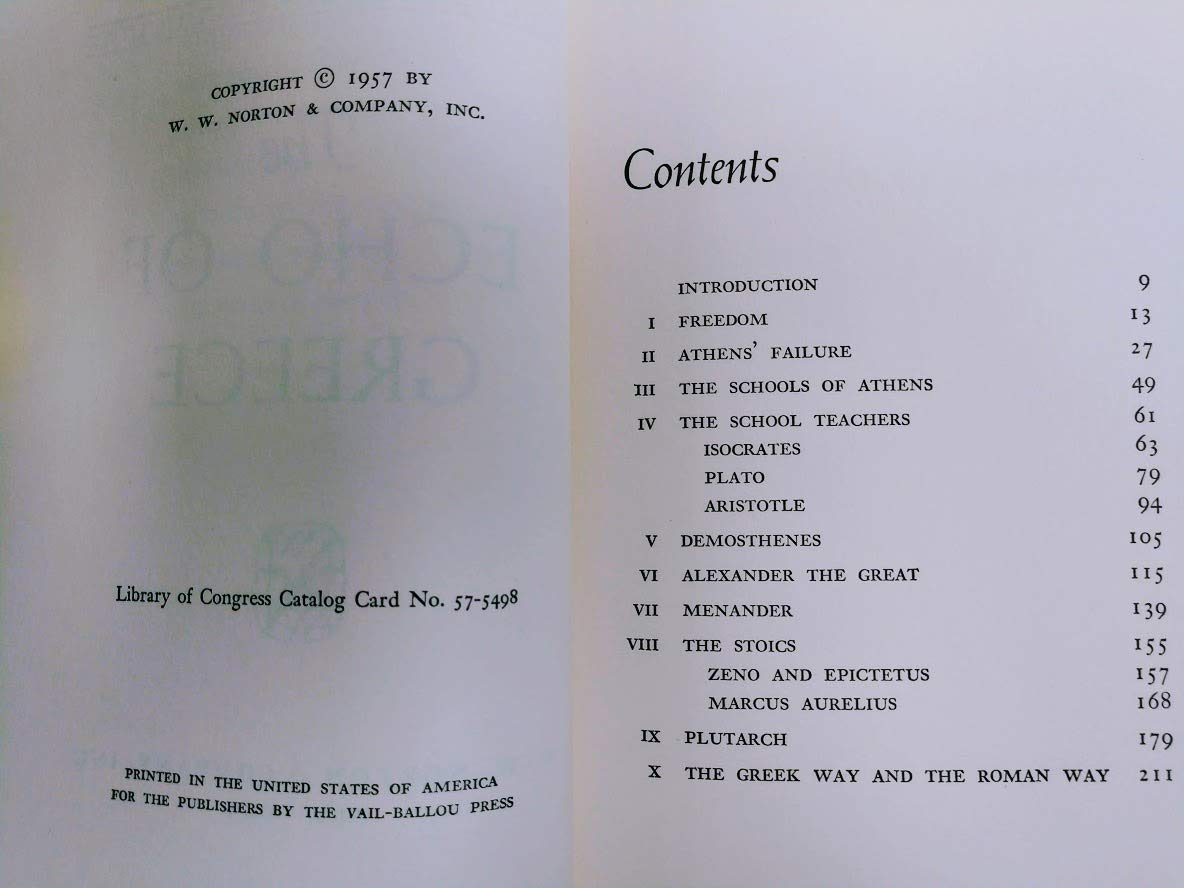 COPYRIGHT © 1957 BY
W. W. NORTON & COMPANY, INC.
The
ECHO OF
GREECE
Library of Congress Catalog Card No. 57-5498
PRINTED IN THE UNITED STATES OF AMERICA
FOR THE PUBLISHERS BY THE VAIL-BALLOU PRESS
Contents
INTRODUCTION 9
I FREEDOM 13
II ATHENS' FAILURE 27
III THE SCHOOLS OF ATHENS 49
IV THE SCHOOL TEACHERS 61
ISOCRATES 63
PLATO 79
ARISTOTLE 94
V DEMOSTHENES 105
VI ALEXANDER THE GREAT 115
VII MENANDER 139
VIII THE STOICS 155
ZENO AND EPICTETUS 157
MARCUS AURELIUS 168
IX PLUTARCH 179
X THE GREEK WAY AND THE ROMAN WAY 211